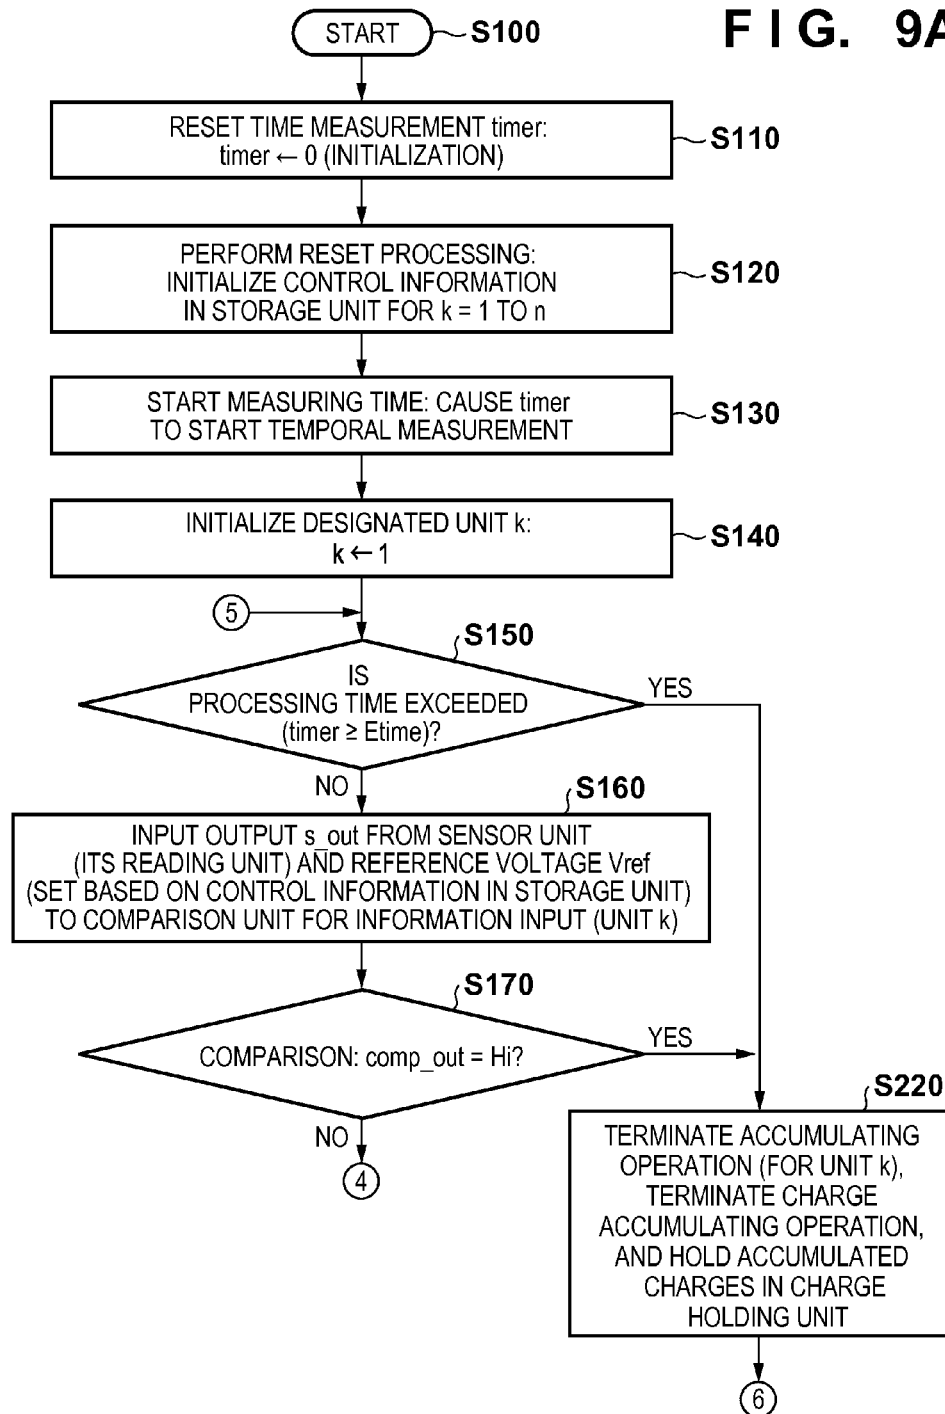 FIG. 9A
START
S100
RESET TIME MEASUREMENT timer:
timer ← 0 (INITIALIZATION)
S110
PERFORM RESET PROCESSING:
INITIALIZE CONTROL INFORMATION
IN STORAGE UNIT FOR k = 1 TO n
S120
START MEASURING TIME: CAUSE timer
TO START TEMPORAL MEASUREMENT
S130
INITIALIZE DESIGNATED UNIT k:
k ← 1
S140
5
S150
IS
PROCESSING TIME EXCEEDED
(timer ≥ Etime)?
YES
NO
S160
INPUT OUTPUT s_out FROM SENSOR UNIT
(ITS READING UNIT) AND REFERENCE VOLTAGE Vref
(SET BASED ON CONTROL INFORMATION IN STORAGE UNIT)
TO COMPARISON UNIT FOR INFORMATION INPUT (UNIT k)
S170
COMPARISON: comp_out = Hi?
YES
NO
4
S220
TERMINATE ACCUMULATING
OPERATION (FOR UNIT k),
TERMINATE CHARGE
ACCUMULATING OPERATION,
AND HOLD ACCUMULATED
CHARGES IN CHARGE
HOLDING UNIT
6